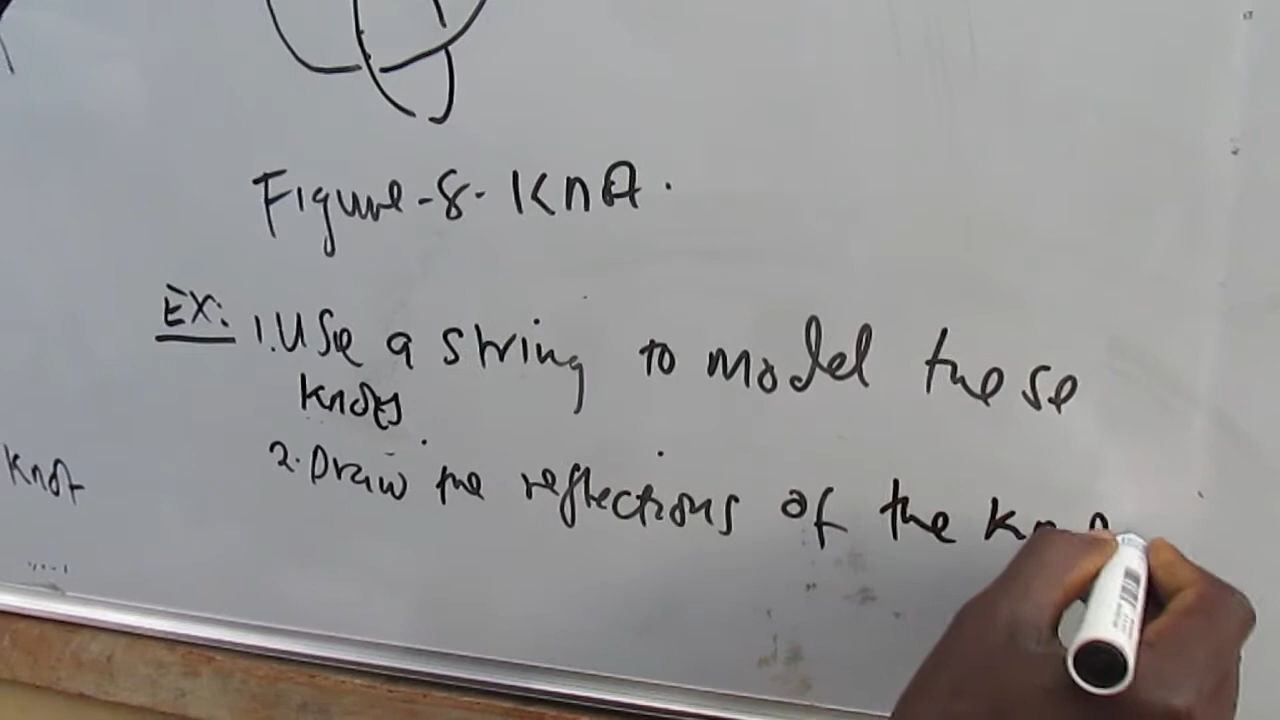 Figure-8-Knot.
EX: 1. Use a string to model these
knots.
2. Draw the reflections of the
Knot